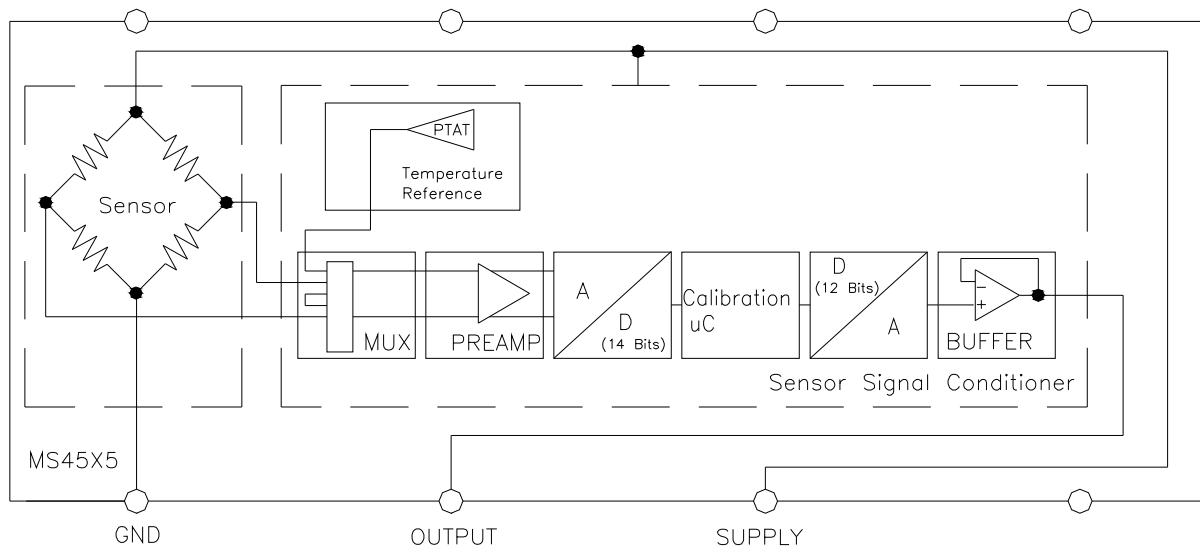 PTAT
Temperature
Reference
Sensor
MUX
PREAMP
A
D
(14 Bits)
Calibration
uC
D
(12 Bits)
A
−
+
BUFFER
Sensor Signal Conditioner
MS45X5
GND
OUTPUT
SUPPLY